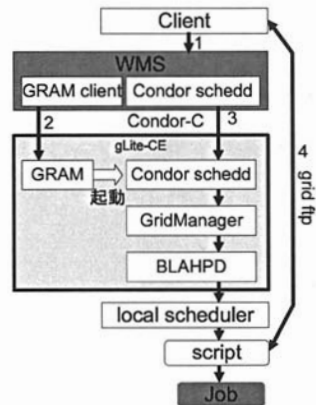 Client
1
WMS
GRAM client
Condor schedd
2
Condor-C
3
gLite-CE
GRAM
起動
Condor schedd
GridManager
BLAHPD
4
grid ftp
local scheduler
script
Job